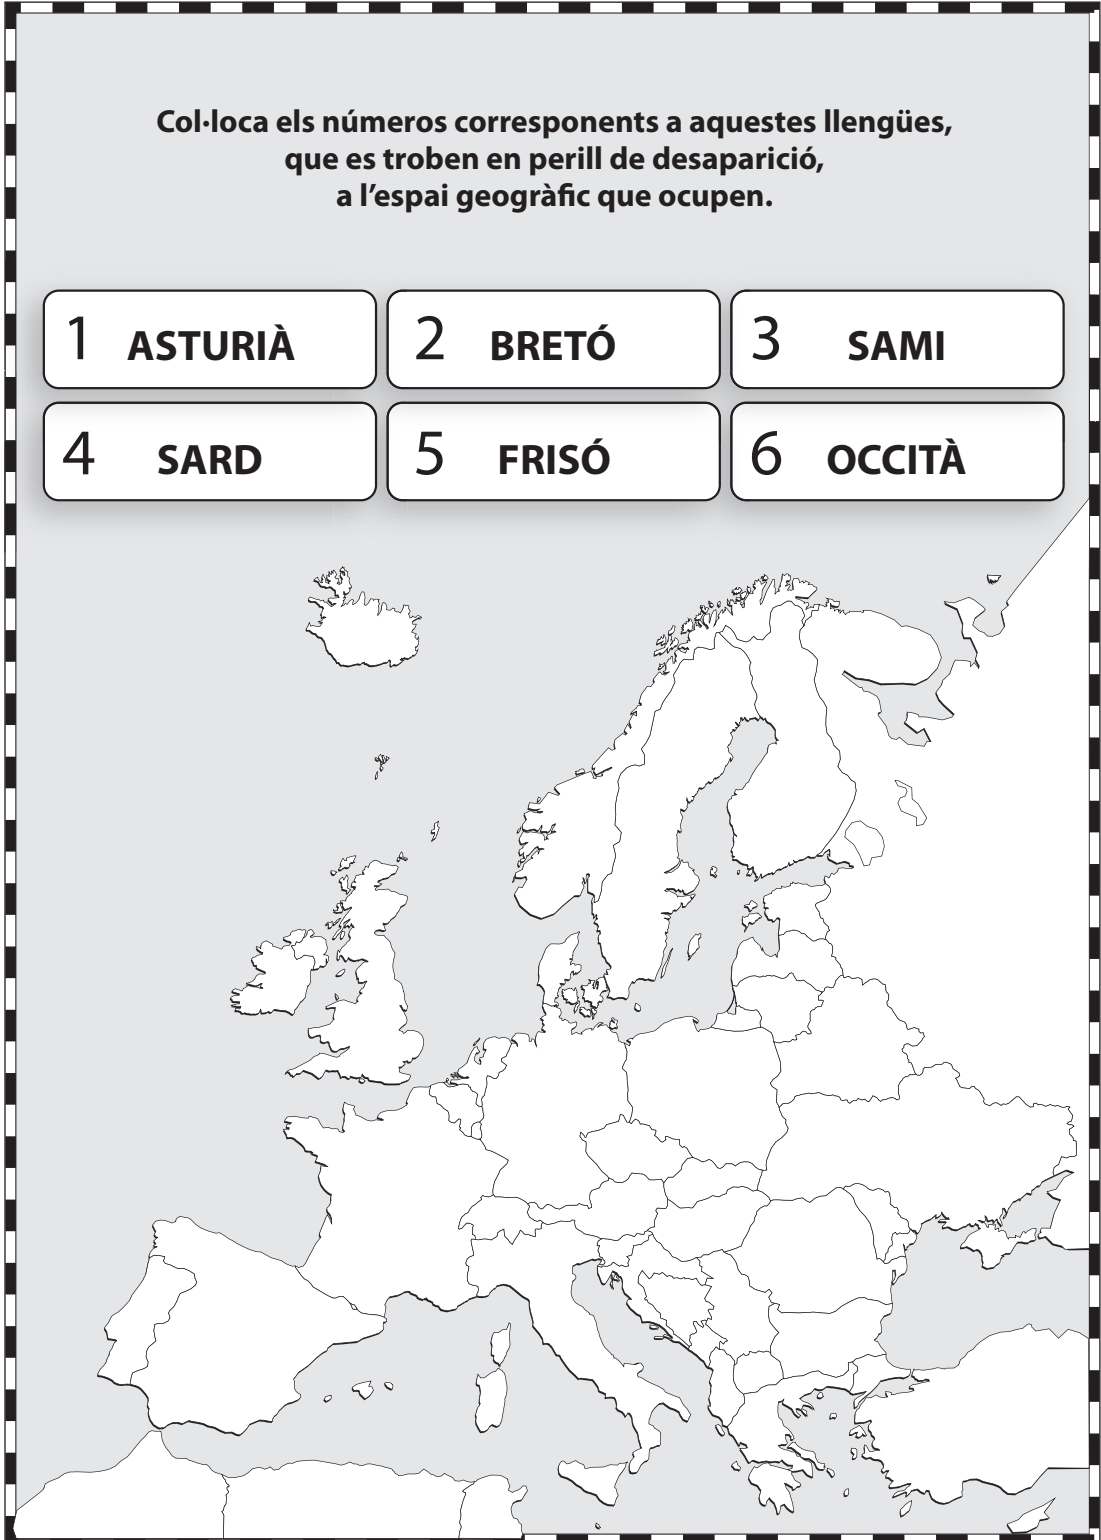 Col·loca els números corresponents a aquestes llengües,
que es troben en perill de desaparició,
a l’espai geogràfic que ocupen.
1 ASTURIÀ
2 BRETÓ
3 SAMI
4 SARD
5 FRISÓ
6 OCCITÀ